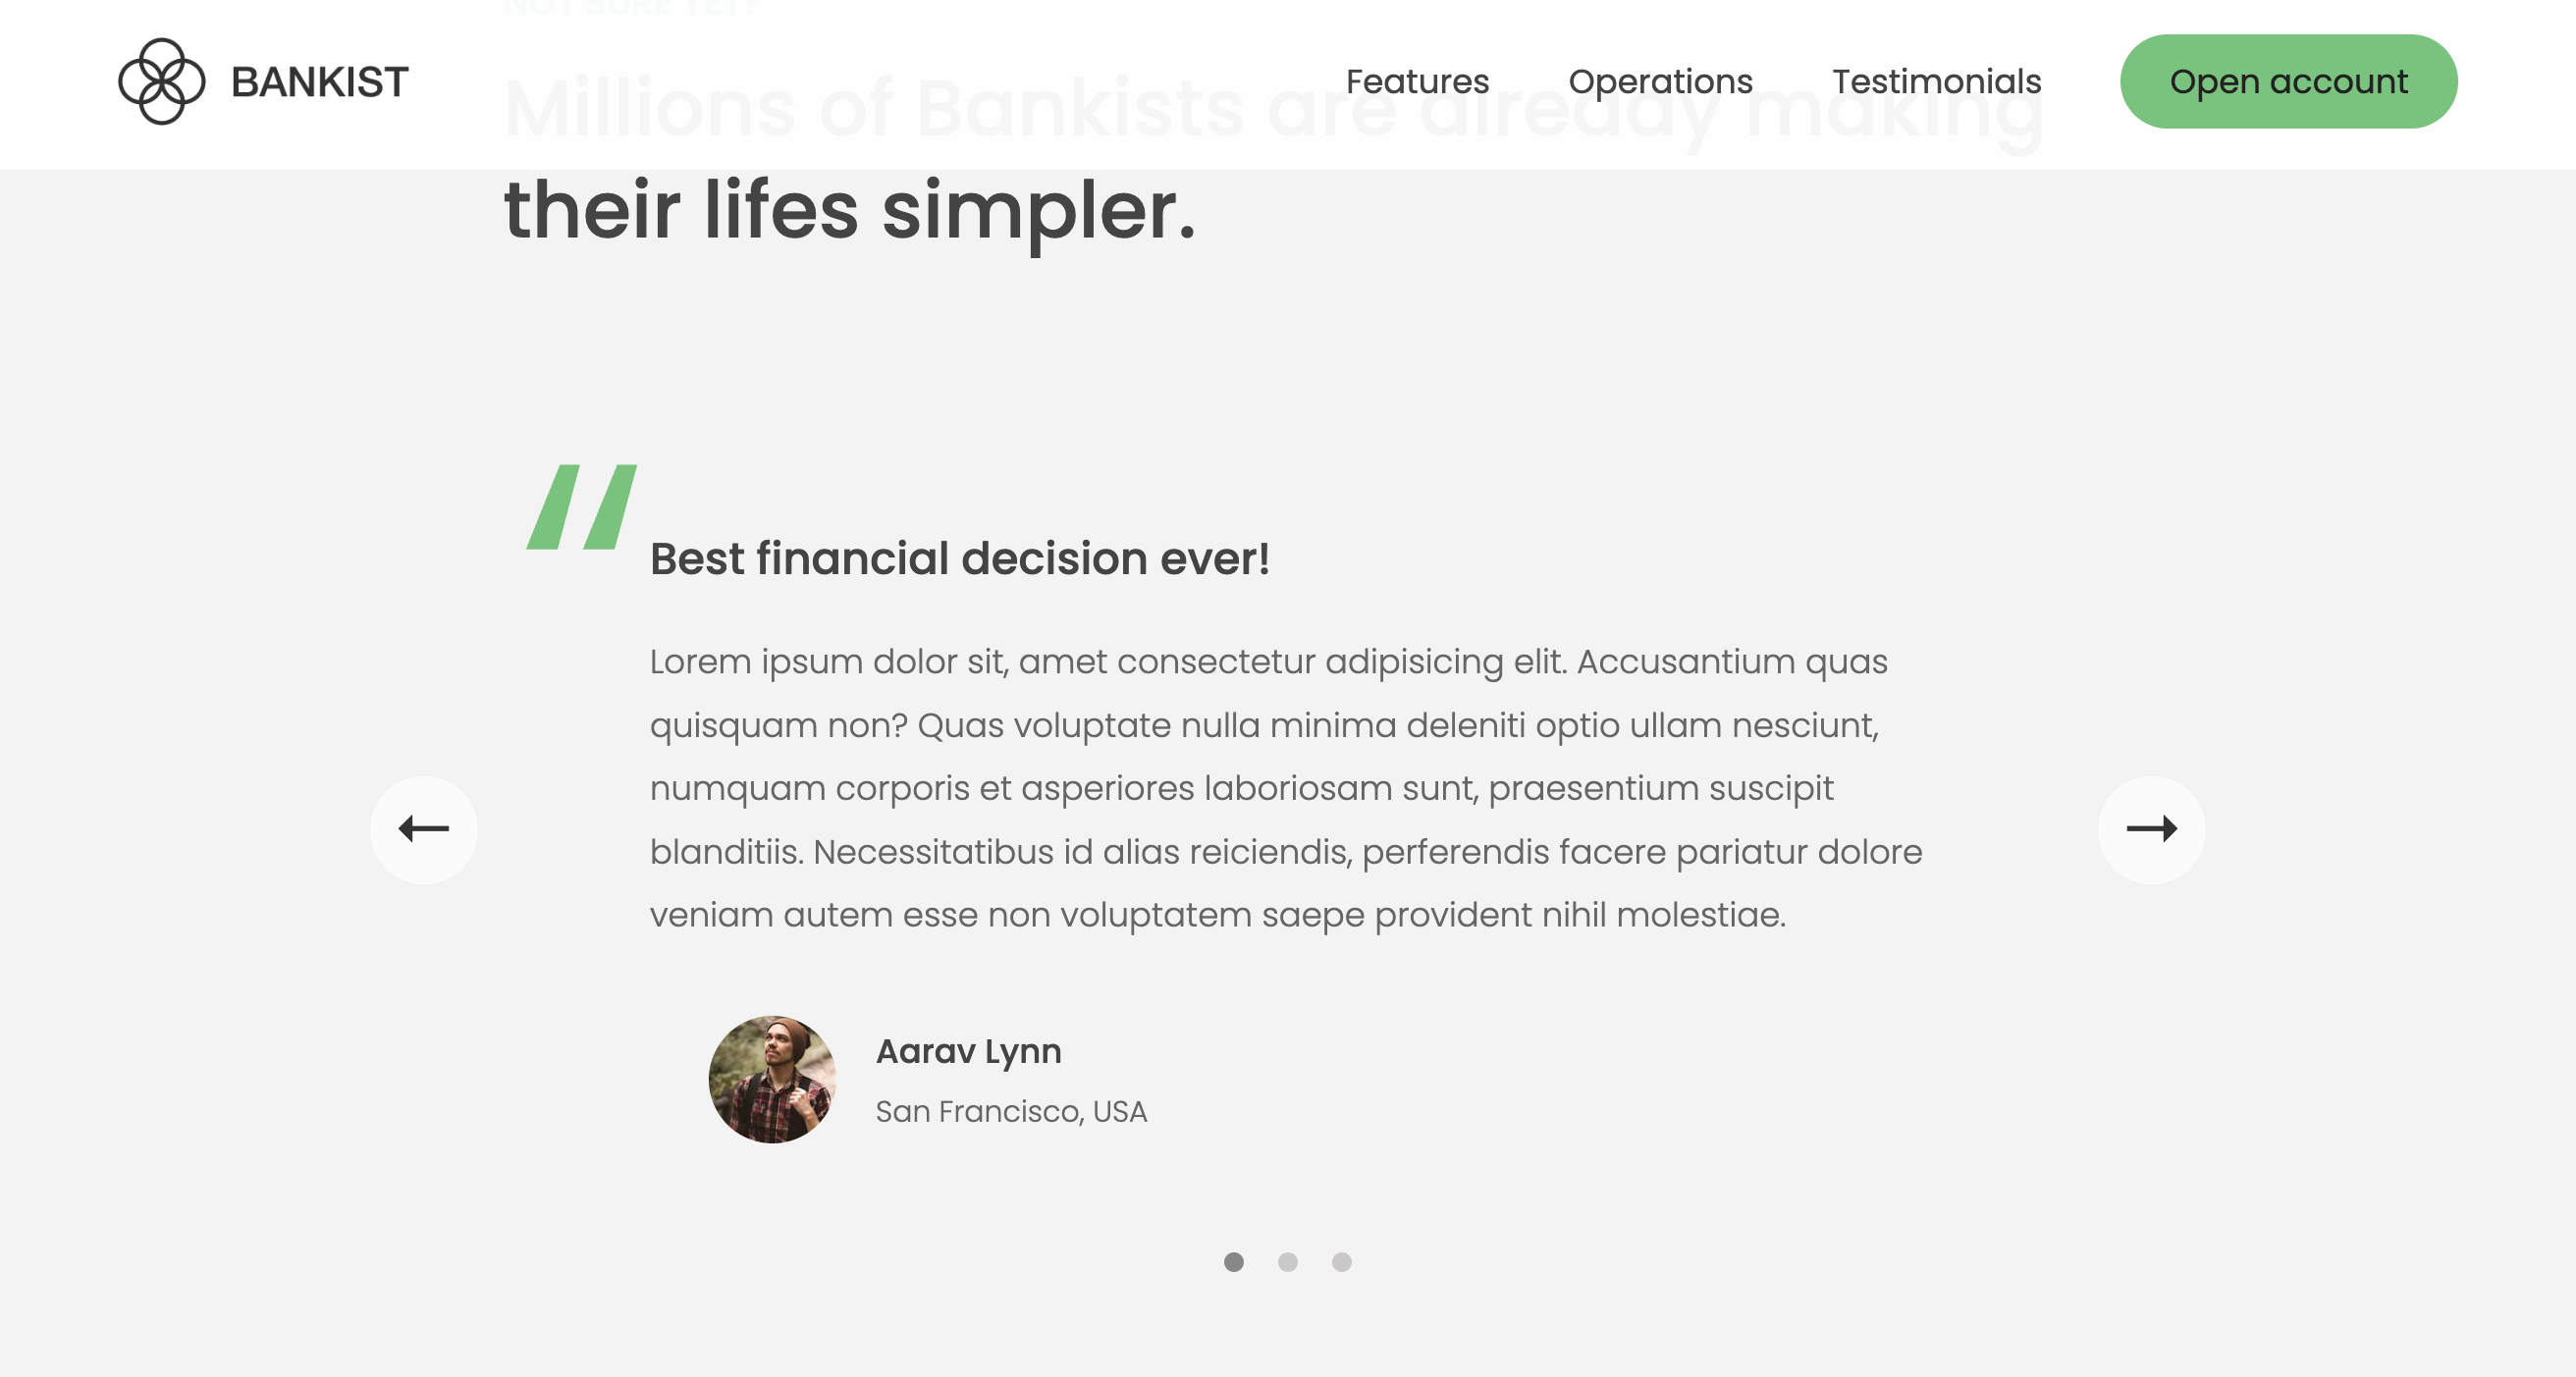 NOT SURE YET?
BANKIST
Features
Operations
Testimonials
Open account
Millions of Bankists are already making
their lifes simpler.
Best financial decision ever!
Lorem ipsum dolor sit, amet consectetur adipisicing elit. Accusantium quas
quisquam non? Quas voluptate nulla minima deleniti optio ullam nesciunt,
numquam corporis et asperiores laboriosam sunt, praesentium suscipit
blanditiis. Necessitatibus id alias reiciendis, perferendis facere pariatur dolore
veniam autem esse non voluptatem saepe provident nihil molestiae.
Aarav Lynn
San Francisco, USA